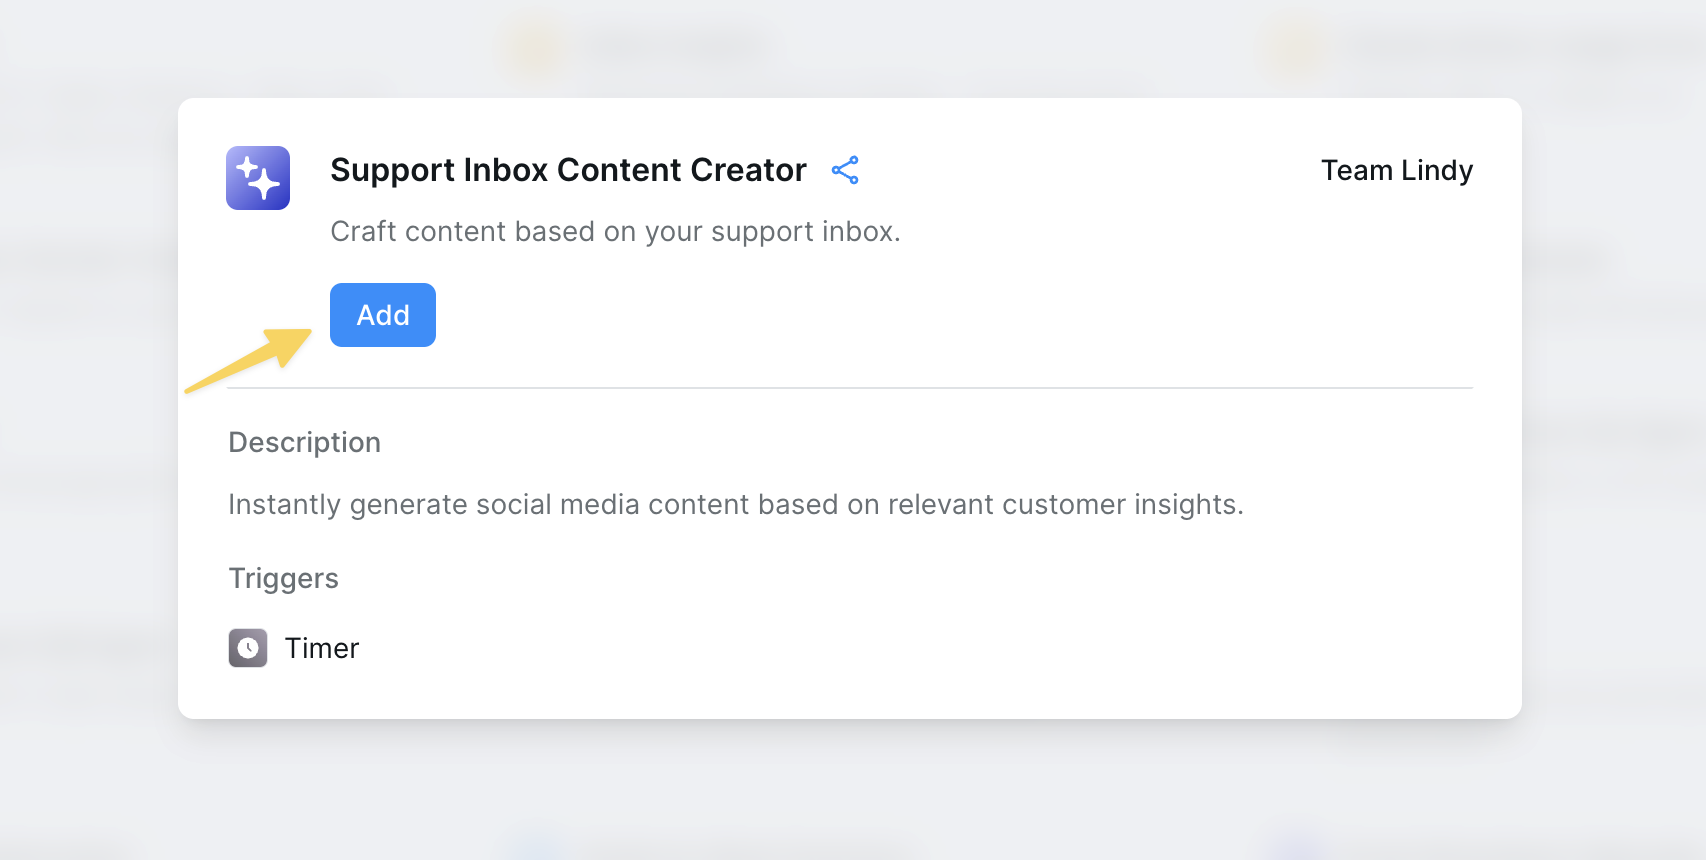 Support Inbox Content Creator
Team Lindy
Craft content based on your support inbox.
Add
Description
Instantly generate social media content based on relevant customer insights.
Triggers
Timer